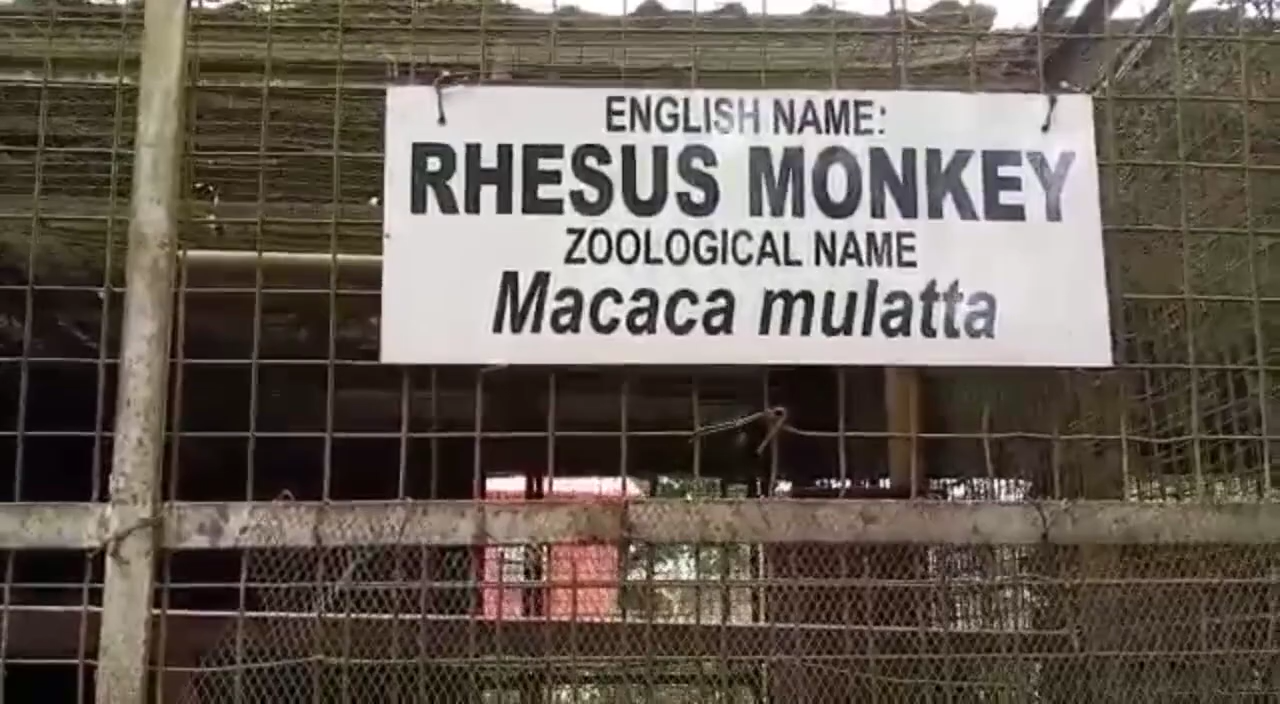 ENGLISH NAME:
RHESUS MONKEY
ZOOLOGICAL NAME
Macaca mulatta